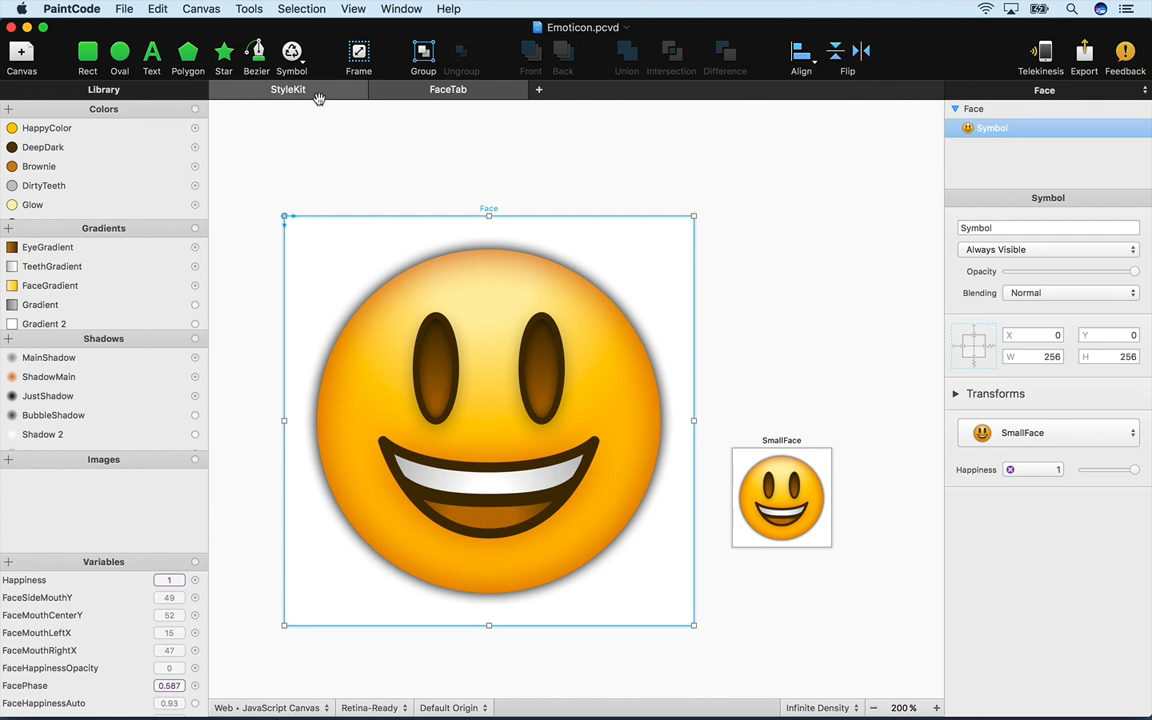 PaintCode File Edit Canvas Tools Selection View Window Help
Emoticon.pcvd
Canvas Rect Oval Text Polygon Star Bezier Symbol Frame Group Ungroup Front Back Union Intersection Difference Align Flip Telekinesis Export Feedback
Library StyleKit FaceTab + Face
Colors
HappyColor
DeepDark
Brownie
DirtyTeeth
Glow
Gradients
EyeGradient
TeethGradient
FaceGradient
Gradient
Gradient 2
Shadows
MainShadow
ShadowMain
JustShadow
BubbleShadow
Shadow 2
Images
Variables
Happiness 1
FaceSideMouthY 49
FaceMouthCenterY 52
FaceMouthLeftX 15
FaceMouthRightX 47
FaceHappinessOpacity 0
FacePhase 0.587
FaceHappinessAuto 0.93
Face
SmallFace
Web • JavaScript Canvas Retina-Ready Default Origin Infinite Density 200 %
Face
Symbol
Symbol
Symbol
Always Visible
Opacity
Blending Normal
X 0 Y 0
W 256 H 256
Transforms
SmallFace
Happiness 1